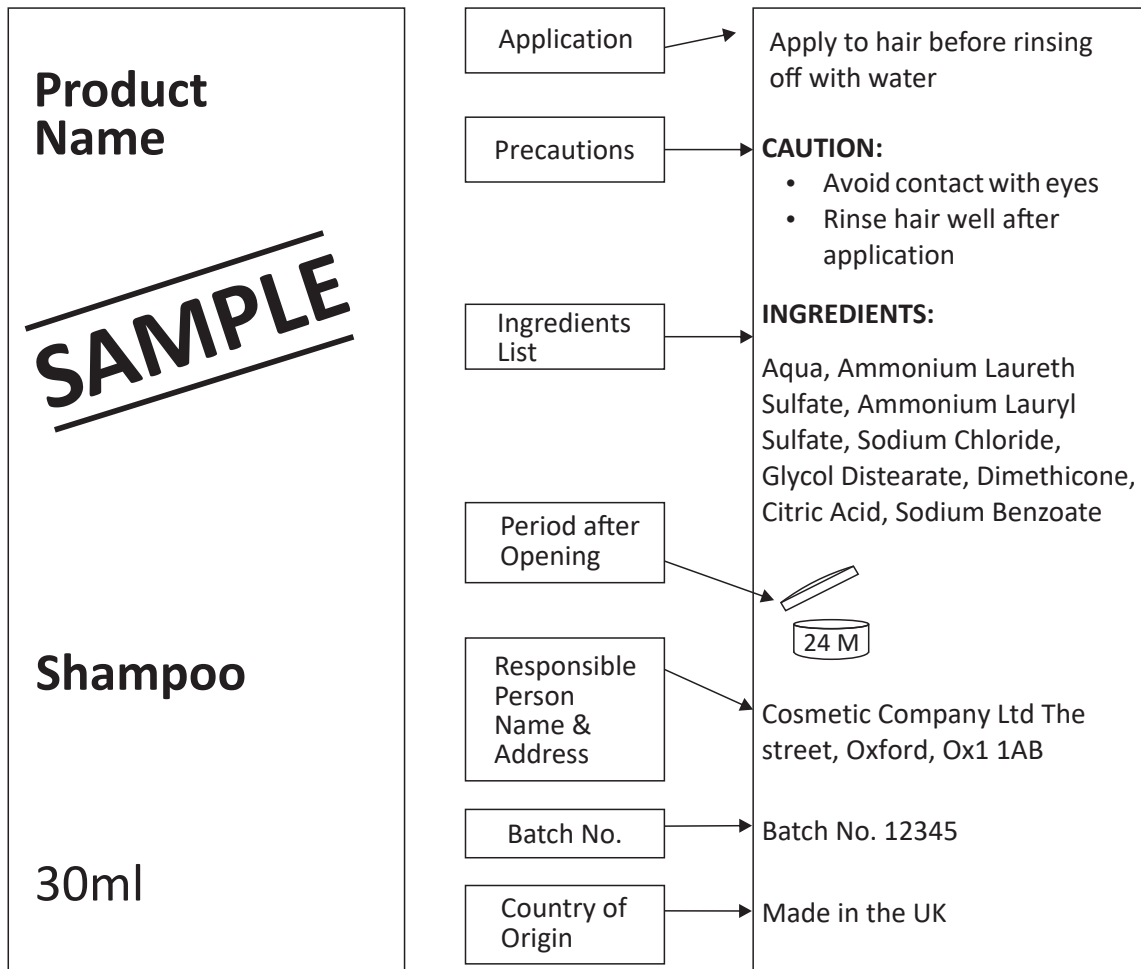 Product
Name
SAMPLE
Shampoo
30ml
Application
Precautions
Ingredients
List
Period after
Opening
Responsible
Person
Name &
Address
Batch No.
Country of
Origin
Apply to hair before rinsing
off with water
CAUTION:
• Avoid contact with eyes
• Rinse hair well after
application
INGREDIENTS:
Aqua, Ammonium Laureth
Sulfate, Ammonium Lauryl
Sulfate, Sodium Chloride,
Glycol Distearate, Dimethicone,
Citric Acid, Sodium Benzoate
24 M
Cosmetic Company Ltd The
street, Oxford, Ox1 1AB
Batch No. 12345
Made in the UK